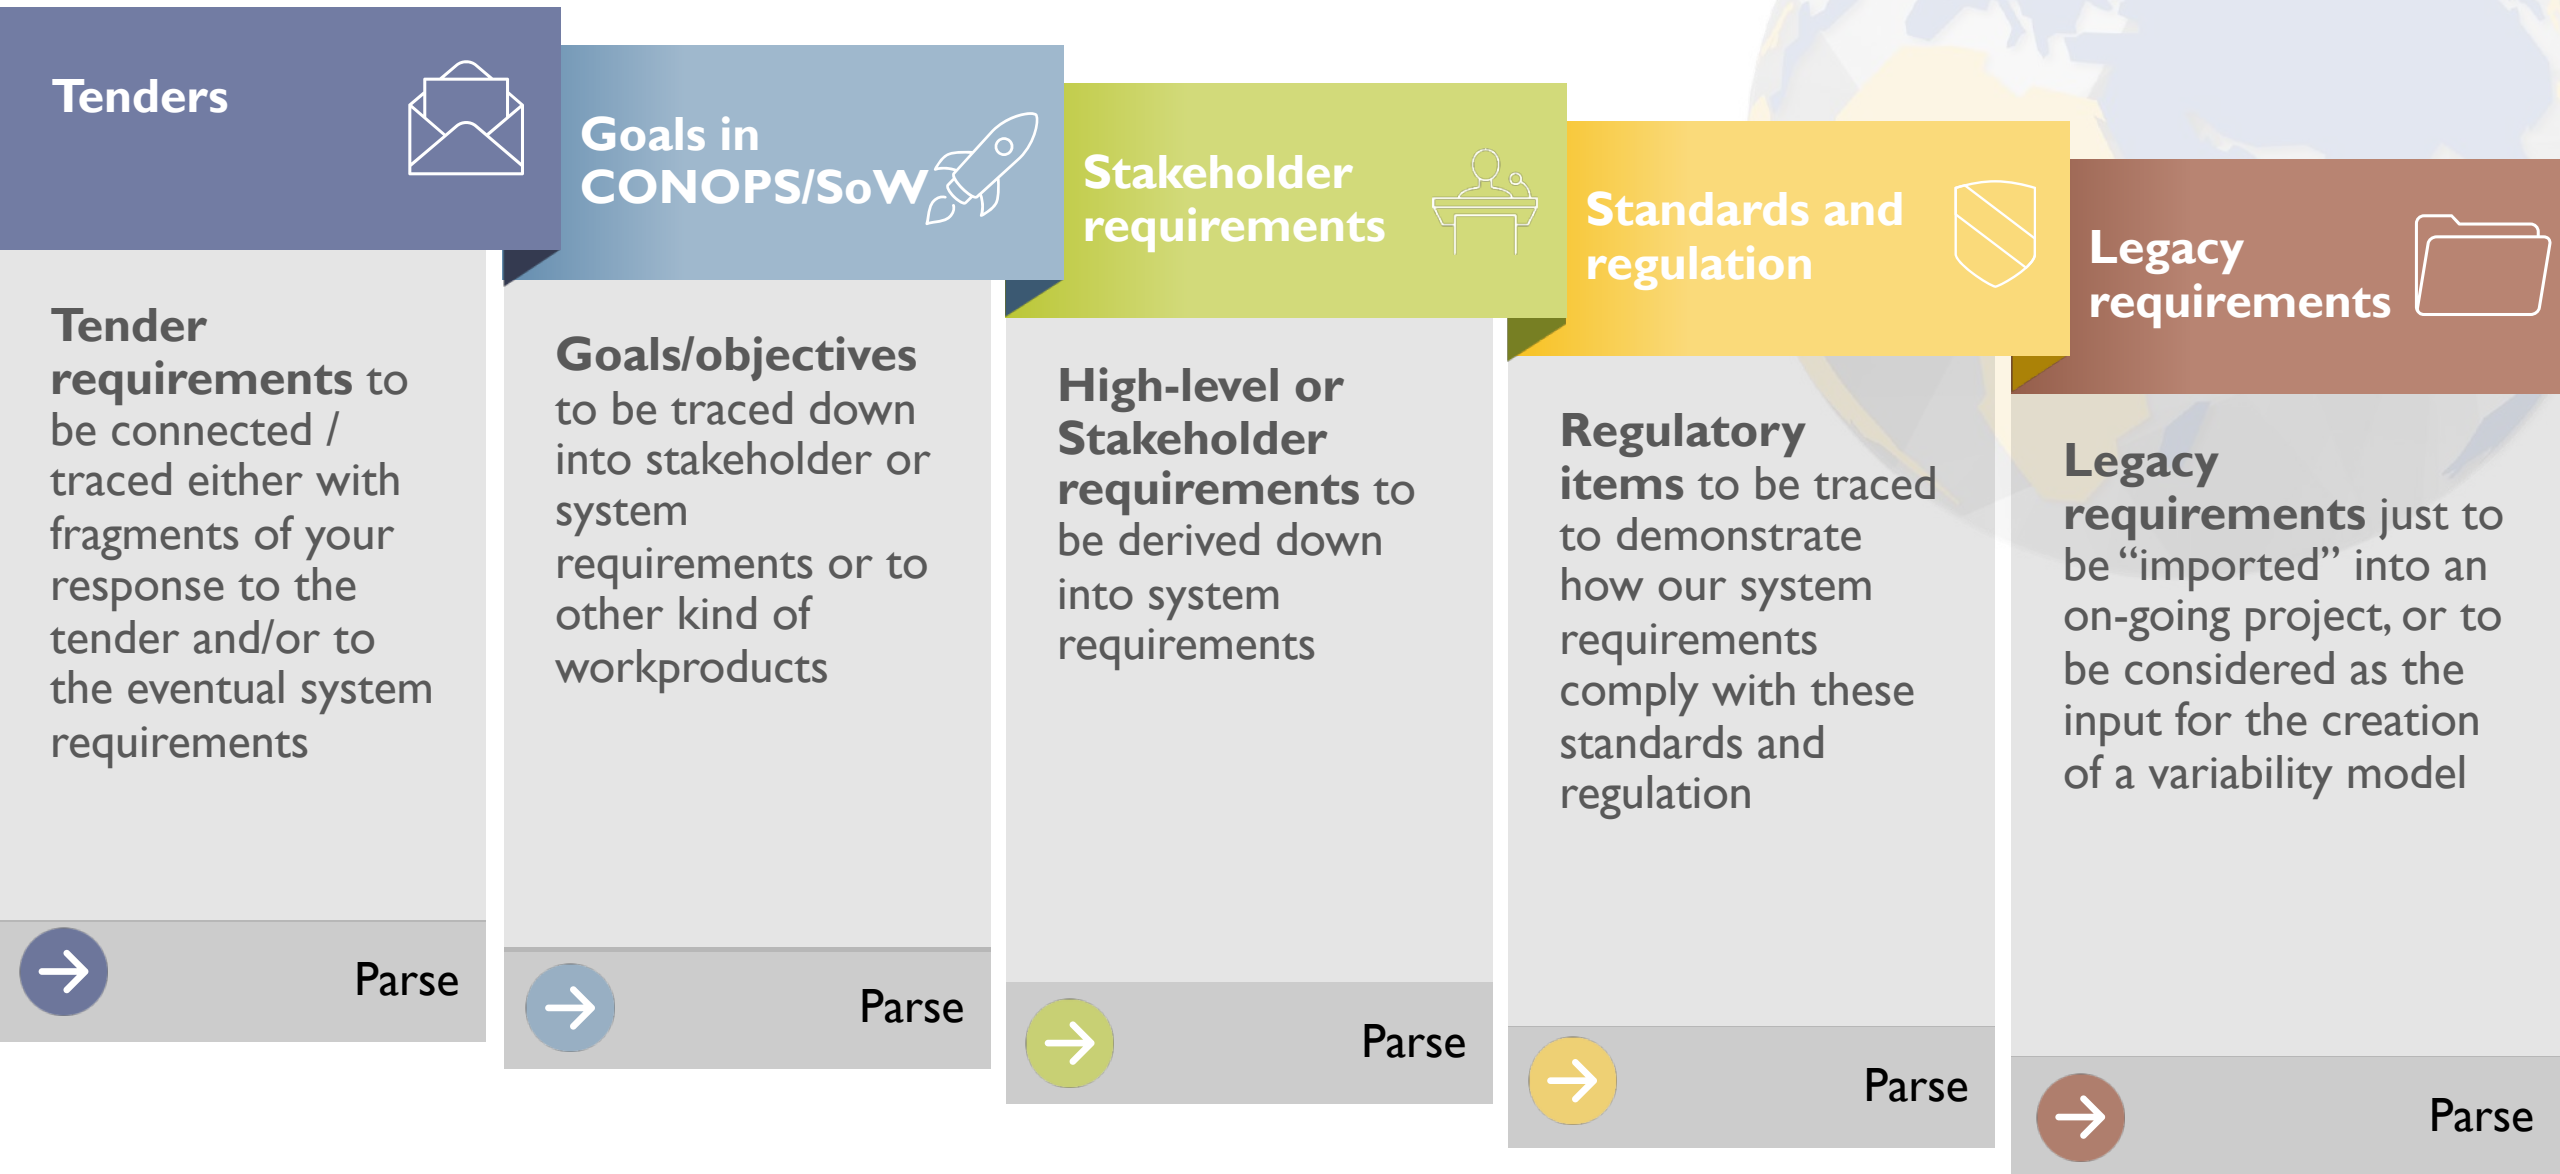 Tenders
Tender
requirements to
be connected /
traced either with
fragments of your
response to the
tender and/or to
the eventual system
requirements
Parse
Goals in
CONOPS/SoW
Goals/objectives
to be traced down
into stakeholder or
system
requirements or to
other kind of
workproducts
Parse
Stakeholder
requirements
High-level or
Stakeholder
requirements to
be derived down
into system
requirements
Parse
Standards and
regulation
Regulatory
items to be traced
to demonstrate
how our system
requirements
comply with these
standards and
regulation
Parse
Legacy
requirements
Legacy
requirements just to
be “imported” into an
on-going project, or to
be considered as the
input for the creation
of a variability model
Parse